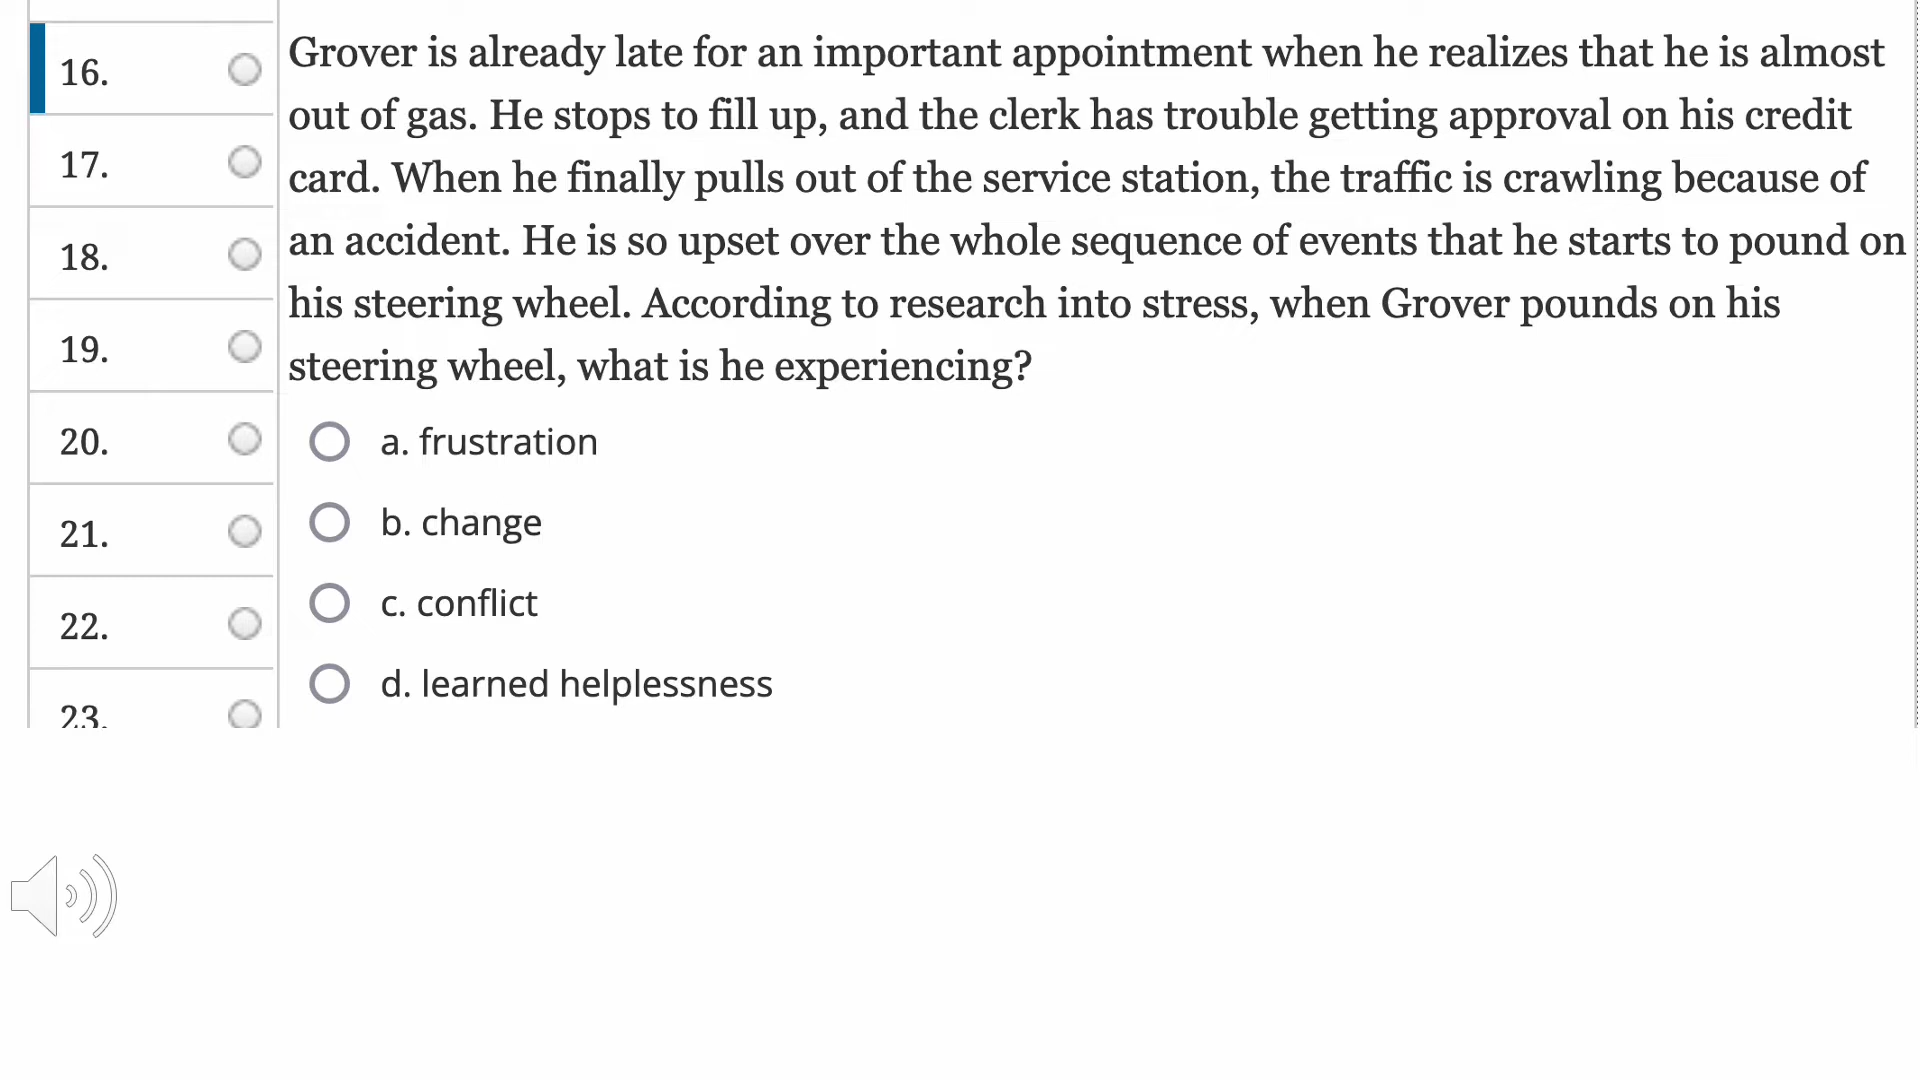 16.
17.
18.
19.
20.
21.
22.
23.
Grover is already late for an important appointment when he realizes that he is almost
out of gas. He stops to fill up, and the clerk has trouble getting approval on his credit
card. When he finally pulls out of the service station, the traffic is crawling because of
an accident. He is so upset over the whole sequence of events that he starts to pound on
his steering wheel. According to research into stress, when Grover pounds on his
steering wheel, what is he experiencing?
a. frustration
b. change
c. conflict
d. learned helplessness